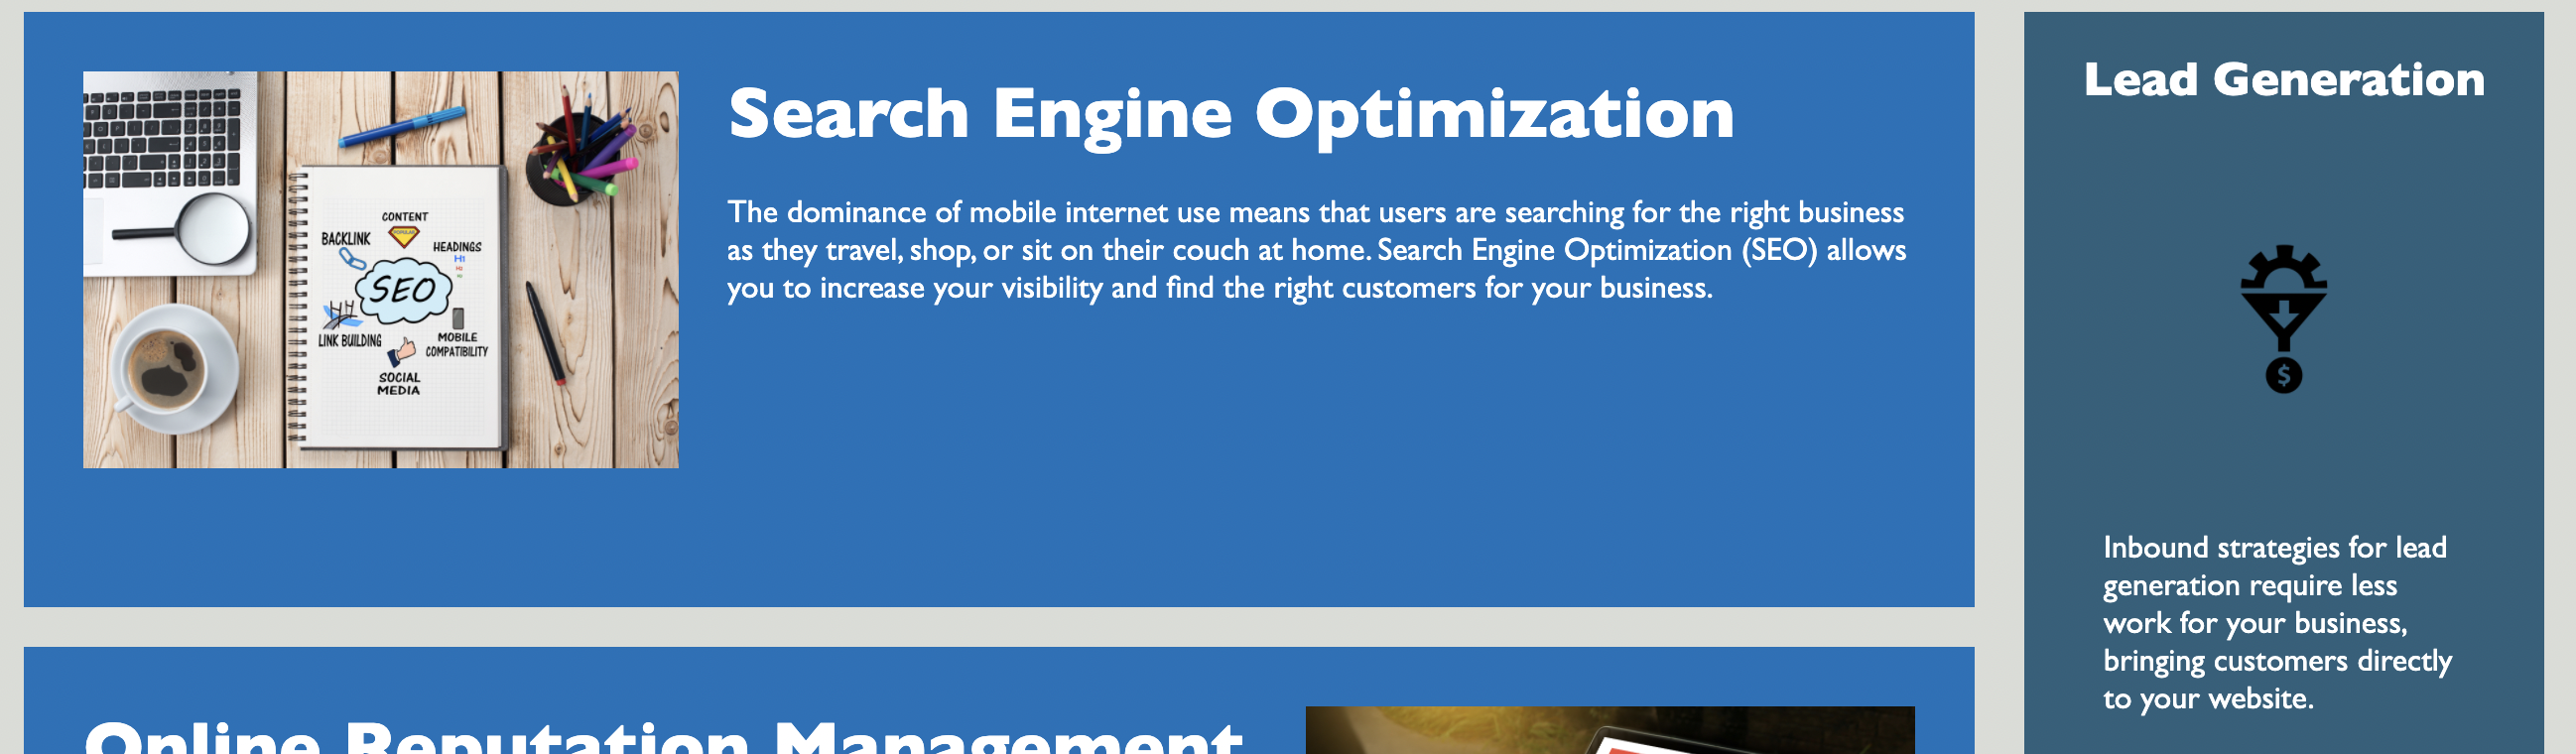 Search Engine Optimization
The dominance of mobile internet use means that users are searching for the right business
as they travel, shop, or sit on their couch at home. Search Engine Optimization (SEO) allows
you to increase your visibility and find the right customers for your business.
CONTENT
POPULAR
BACKLINK
HEADINGS
H1
H2
SEO
LINK BUILDING
MOBILE
COMPATIBILITY
SOCIAL
MEDIA
Online Reputation Management
Lead Generation
$
Inbound strategies for lead
generation require less
work for your business,
bringing customers directly
to your website.